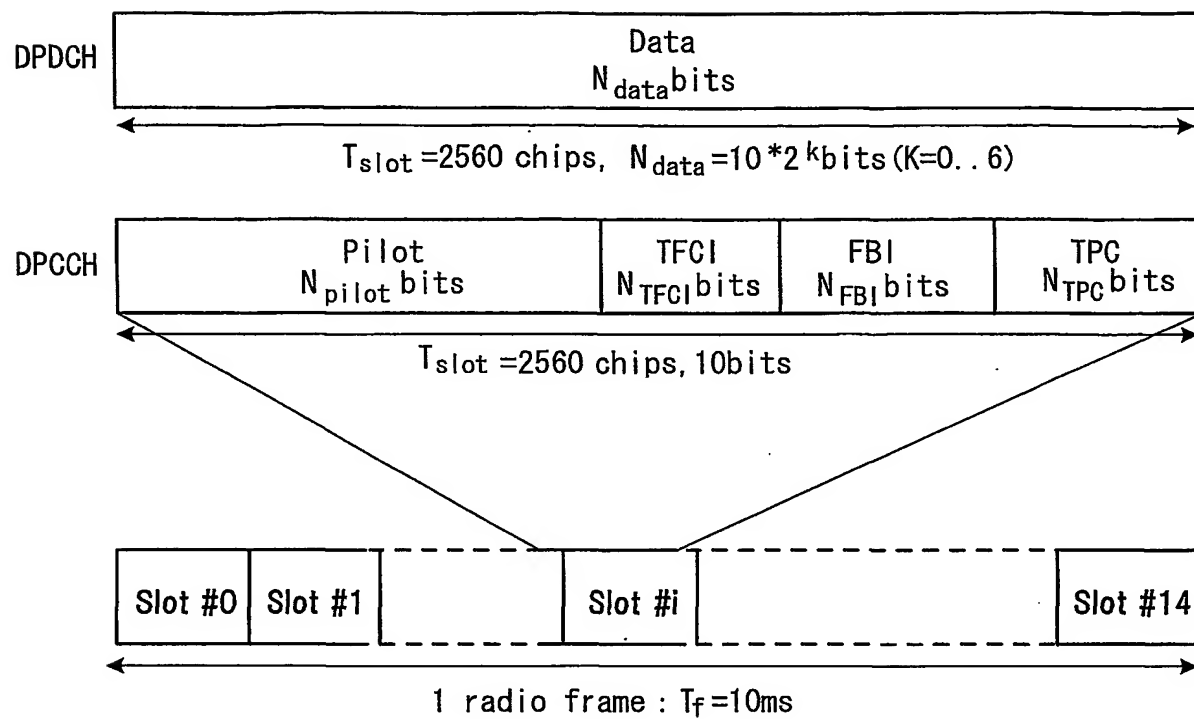 DPDCH
Data
N_data bits
T_slot =2560 chips, N_data=10*2^k bits (K=0..6)
DPCCH
Pilot
N_pilot bits
TFCI
N_TFCI bits
FBI
N_FBI bits
TPC
N_TPC bits
T_slot =2560 chips, 10bits
Slot #0 Slot #1 Slot #i Slot #14
1 radio frame : T_f=10ms